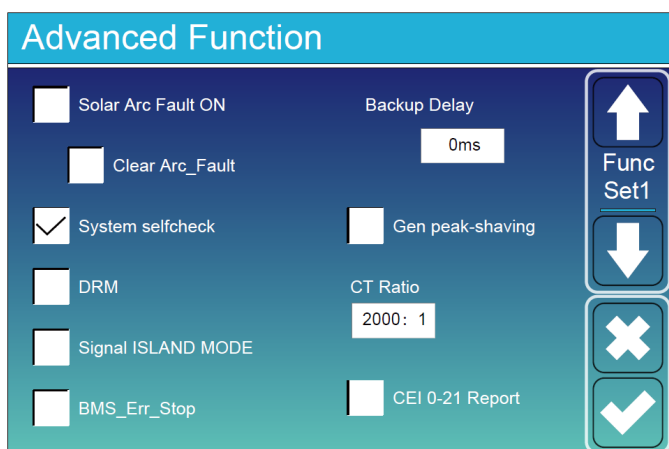 Advanced Function
Solar Arc Fault ON
Backup Delay
0ms
Clear Arc_Fault
System selfcheck
Gen peak-shaving
DRM
CT Ratio
2000: 1
Signal ISLAND MODE
BMS_Err_Stop
CEI 0-21 Report
Func
Set1